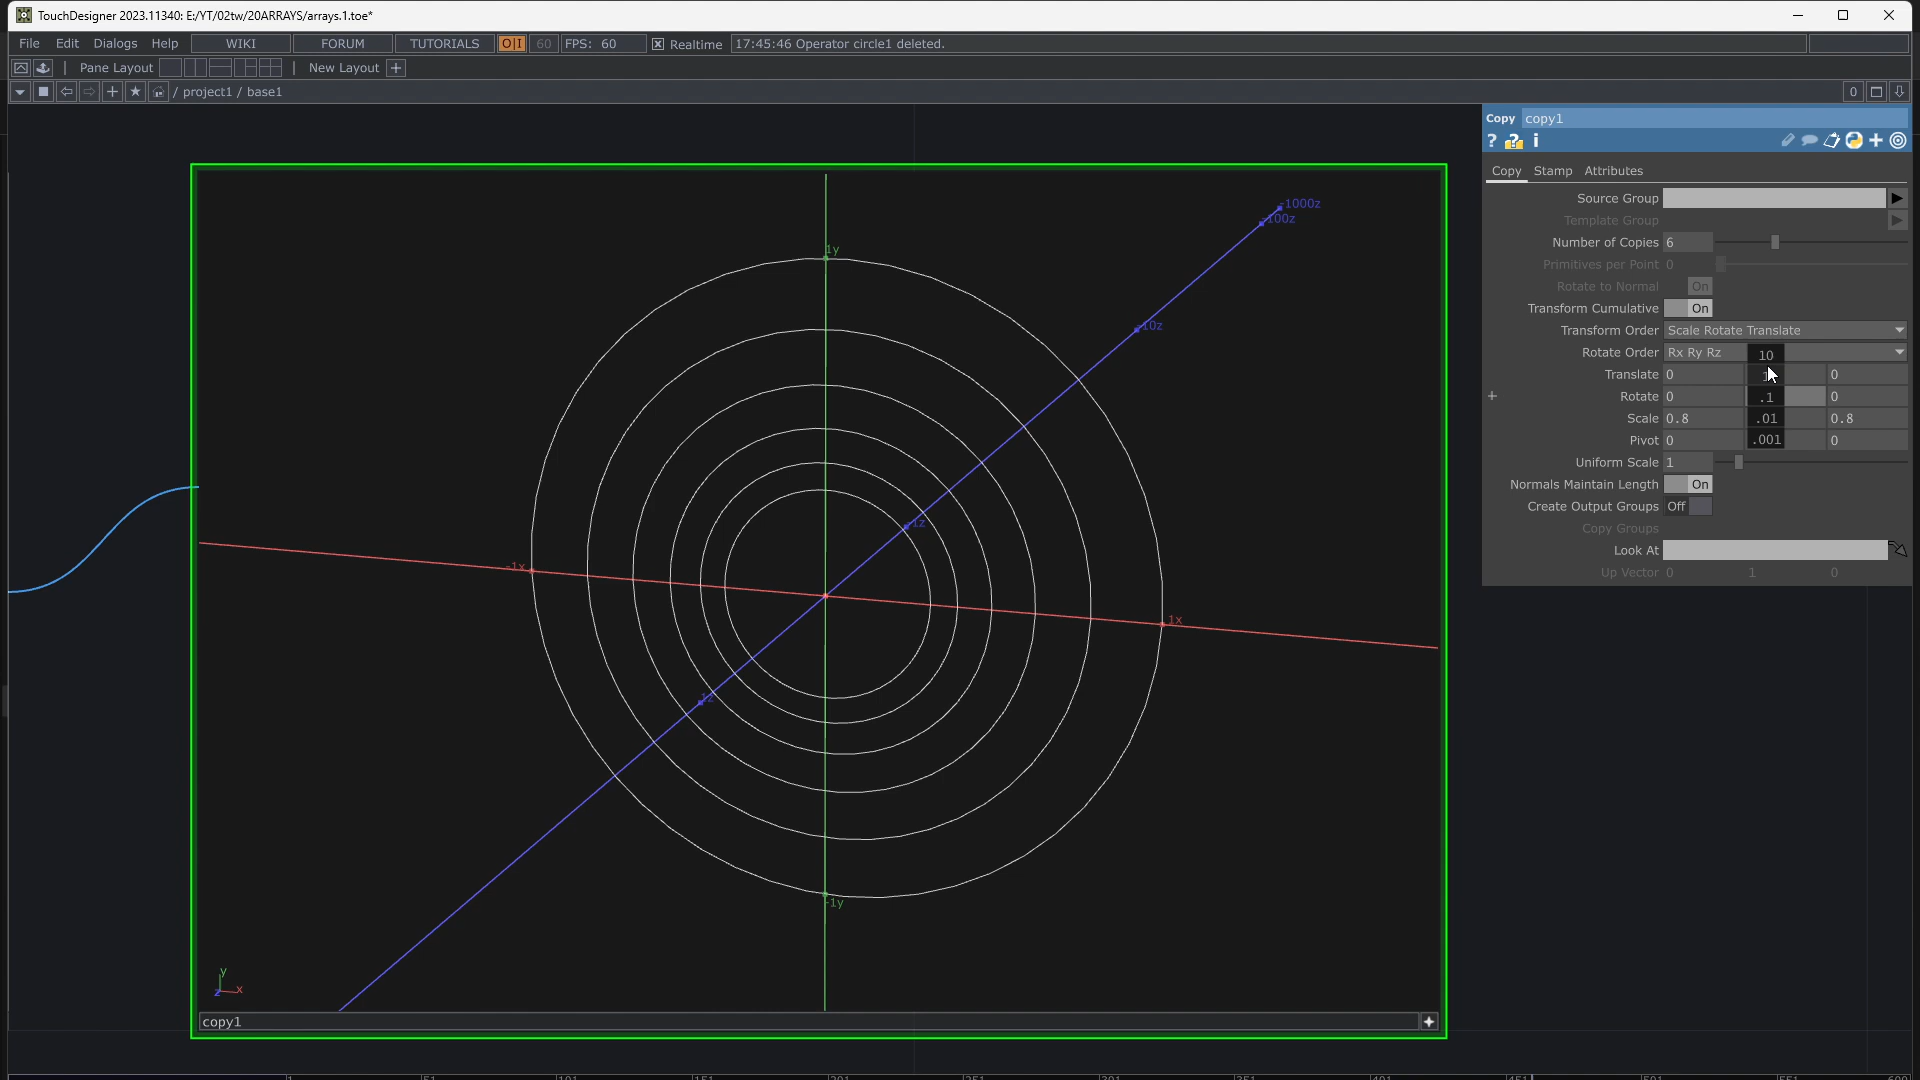 TouchDesigner 2023.11340: E:/YT/02tw/20ARRAYS/arrays.1.toe*
File Edit Dialogs Help WIKI FORUM TUTORIALS O|I 60 FPS: 60 Realtime 17:45:46 Operator circle1 deleted.
Pane Layout New Layout +
/ project1 / base1 0
Copy copy1
? ? i
Copy Stamp Attributes
Source Group
Template Group
Number of Copies 6
Primitives per Point 0
Rotate to Normal On
Transform Cumulative On
Transform Order Scale Rotate Translate
Rotate Order Rx Ry Rz 10
Translate 0 0
Rotate 0 .1 0
Scale 0.8 .01 0.8
Pivot 0 .001 0
Uniform Scale 1
Normals Maintain Length On
Create Output Groups Off
Copy Groups
Look At
Up Vector 0 1 0
-1000z
-100z
1y
-10z
-1z
-1x
1x
1z
-1y
y
z x
copy1